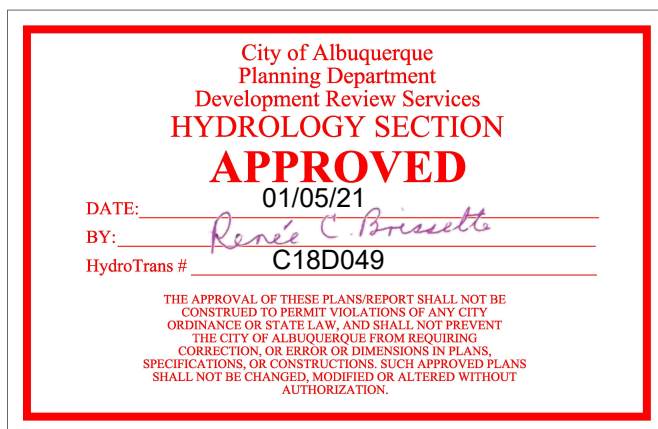 City of Albuquerque
Planning Department
Development Review Services
HYDROLOGY SECTION
APPROVED
DATE: 01/05/21
BY: Renée C. Brissette
HydroTrans # C18D049
THE APPROVAL OF THESE PLANS/REPORT SHALL NOT BE
CONSTRUED TO PERMIT VIOLATIONS OF ANY CITY
ORDINANCE OR STATE LAW, AND SHALL NOT PREVENT
THE CITY OF ALBUQUERQUE FROM REQUIRING
CORRECTION, OR ERROR OR DIMENSIONS IN PLANS,
SPECIFICATIONS, OR CONSTRUCTIONS. SUCH APPROVED PLANS
SHALL NOT BE CHANGED, MODIFIED OR ALTERED WITHOUT
AUTHORIZATION.